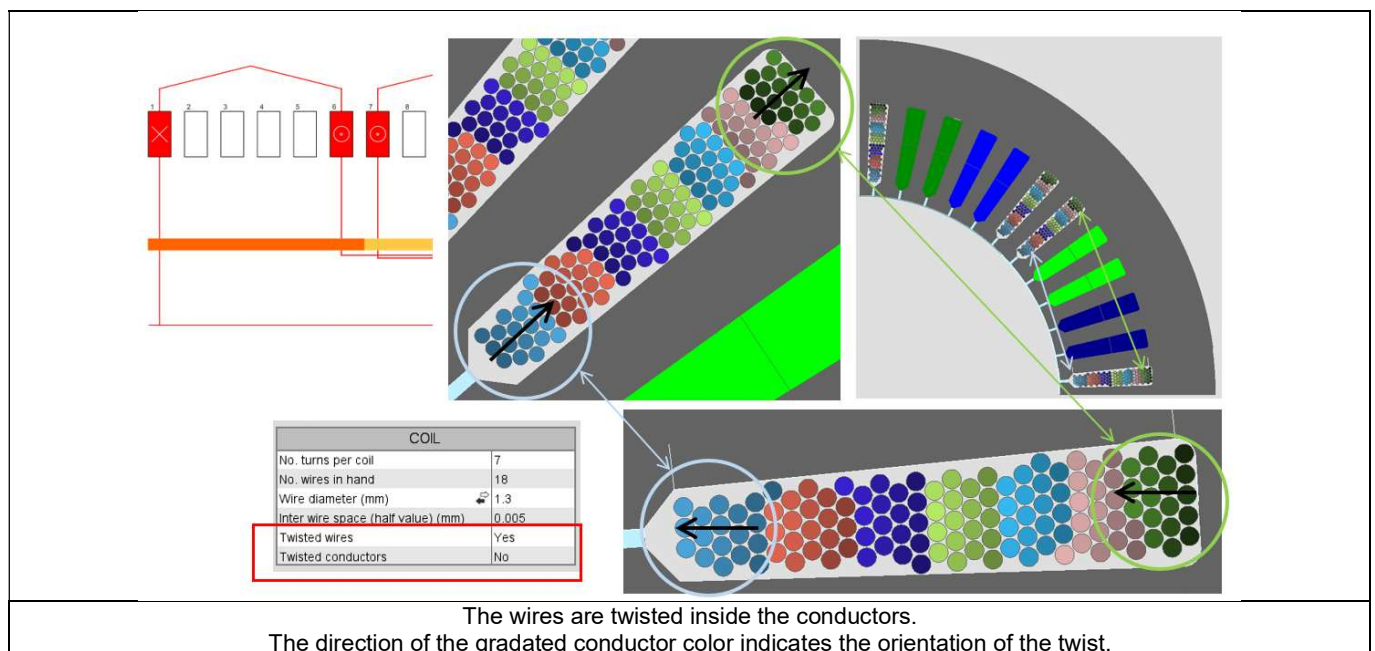 1 2 3 4 5 6 7 8
COIL
No. turns per coil 7
No. wires in hand 18
Wire diameter (mm) 1.3
Inter wire space (half value) (mm) 0.005
Twisted wires Yes
Twisted conductors No
The wires are twisted inside the conductors.
The direction of the gradated conductor color indicates the orientation of the twist.